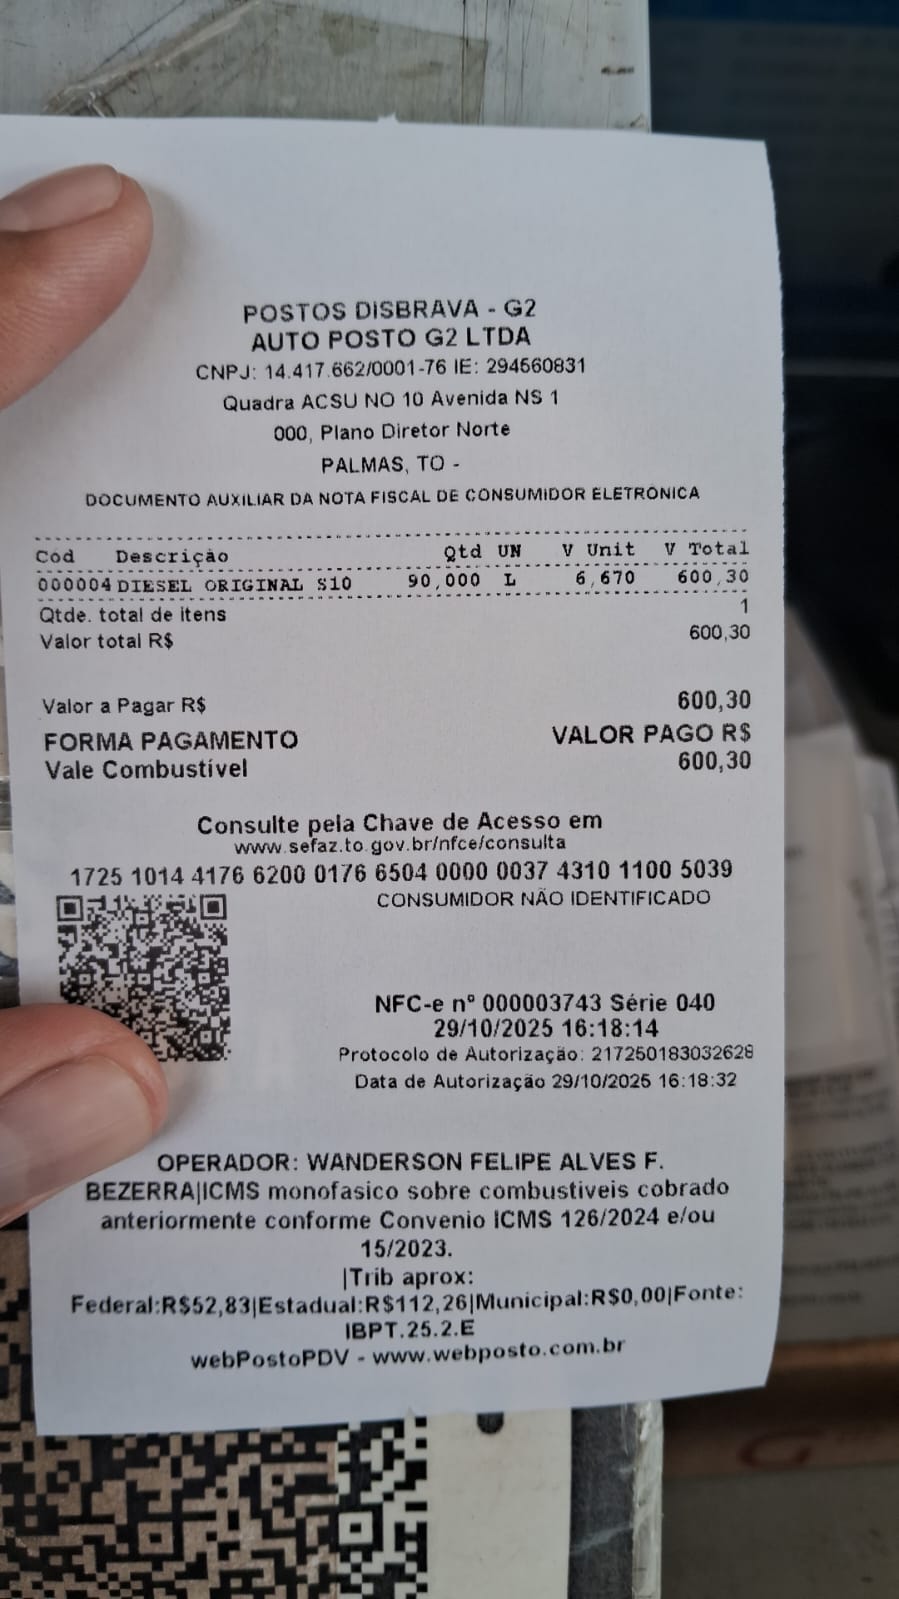 POSTOS DISBRAVA - G2
AUTO POSTO G2 LTDA
CNPJ: 14.417.662/0001-76 IE: 294560831
Quadra ACSU NO 10 Avenida NS 1
000, Plano Diretor Norte
PALMAS, TO -
DOCUMENTO AUXILIAR DA NOTA FISCAL DE CONSUMIDOR ELETRÔNICA
Cód Descrição Qtd UN V Unit V Total
000004 DIESEL ORIGINAL S10 90,000 L 6,670 600,30
Qtde. total de itens 1
Valor total R$ 600,30
Valor a Pagar R$ 600,30
FORMA PAGAMENTO VALOR PAGO R$
Vale Combustível 600,30
Consulte pela Chave de Acesso em
www.sefaz.to.gov.br/nfce/consulta
1725 1014 4176 6200 0176 6504 0000 0037 4310 1100 5039
CONSUMIDOR NÃO IDENTIFICADO
NFC-e nº 000003743 Série 040
29/10/2025 16:18:14
Protocolo de Autorização: 217250183032628
Data de Autorização 29/10/2025 16:18:32
OPERADOR: WANDERSON FELIPE ALVES F.
BEZERRA|ICMS monofasico sobre combustiveis cobrado
anteriormente conforme Convenio ICMS 126/2024 e/ou
15/2023.
|Trib aprox:
Federal:R$52,83|Estadual:R$112,26|Municipal:R$0,00|Fonte:
IBPT.25.2.E
webPostoPDV - www.webposto.com.br